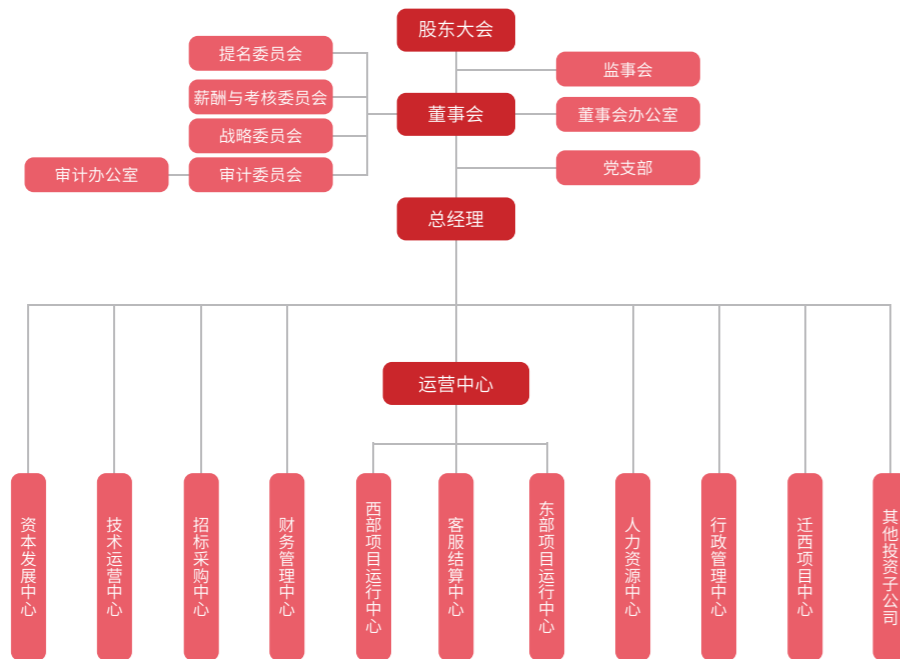 股东大会
提名委员会
监事会
薪酬与考核委员会
董事会
董事会办公室
战略委员会
审计办公室
审计委员会
党支部
总经理
运营中心
资本发展中心
技术运营中心
招标采购中心
财务管理中心
西部项目运行中心
客服结算中心
东部项目运行中心
人力资源中心
行政管理中心
迁西项目中心
其他投资子公司